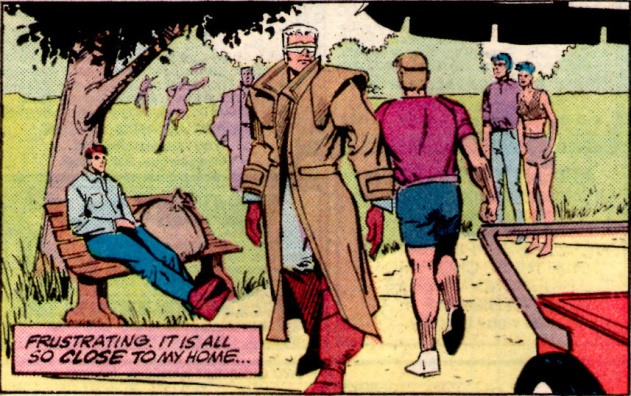 FRUSTRATING. IT IS ALL
SO CLOSE TO MY HOME...